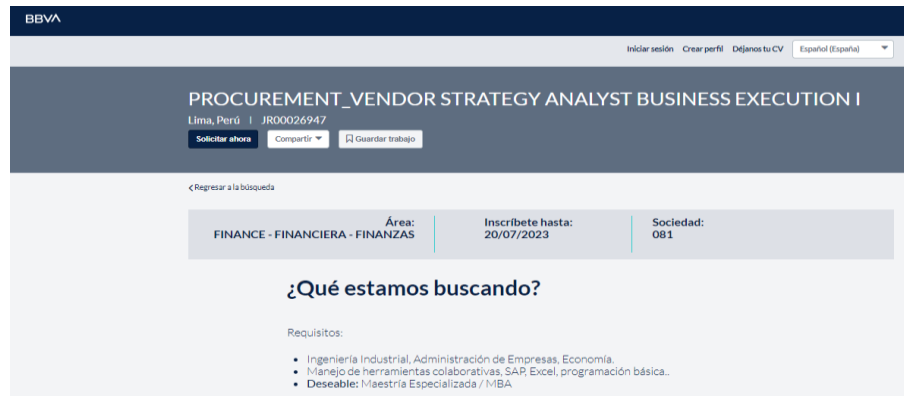 BBVA
Iniciar sesión Crear perfil Déjanos tu CV Español (España)
PROCUREMENT_VENDOR STRATEGY ANALYST BUSINESS EXECUTION I
Lima, Perú | JR00026947
Solicitar ahora Compartir Guardar trabajo
Regresar a la búsqueda
Área: Inscríbete hasta: Sociedad:
FINANCE - FINANCIERA - FINANZAS 20/07/2023 081
¿Qué estamos buscando?
Requisitos:
• Ingeniería Industrial, Administración de Empresas, Economía.
• Manejo de herramientas colaborativas, SAP, Excel, programación básica..
• Deseable: Maestría Especializada / MBA